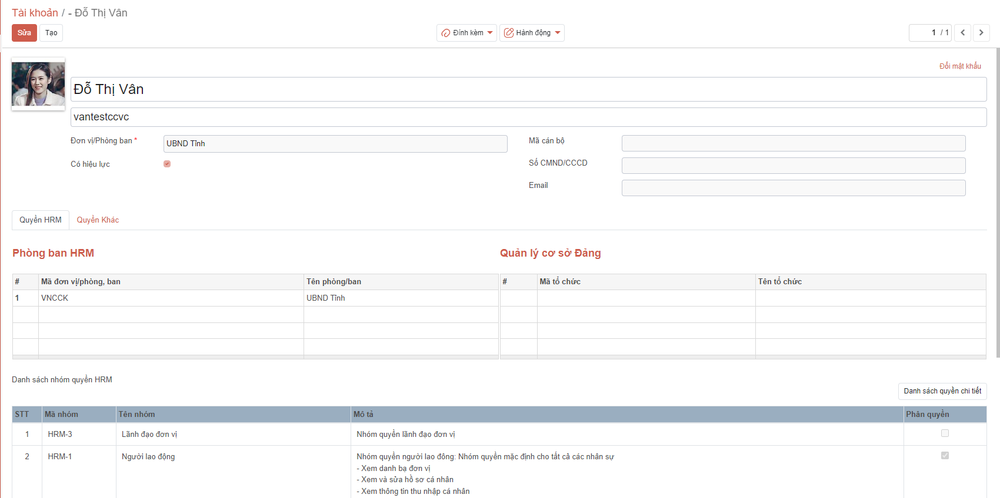 Tài khoản / - Đỗ Thị Vân
Sửa Tạo Đính kèm Hành động 1 / 1
Đổi mật khẩu
Đỗ Thị Vân
vantestccvc
Đơn vị/Phòng ban * UBND Tỉnh Mã cán bộ
Có hiệu lực Số CMND/CCCD
Email
Quyền HRM Quyền Khác
Phòng ban HRM Quản lý cơ sở Đảng
# Mã đơn vị/phòng, ban Tên phòng/ban # Mã tổ chức Tên tổ chức
1 VNCCK UBND Tỉnh
Danh sách nhóm quyền HRM
Danh sách quyền chi tiết
STT Mã nhóm Tên nhóm Mô tả Phân quyền
1 HRM-3 Lãnh đạo đơn vị Nhóm quyền lãnh đạo đơn vị
2 HRM-1 Người lao động Nhóm quyền người lao đông: Nhóm quyền mặc định cho tất cả các nhân sự
- Xem danh bạ đơn vị
- Xem và sửa hồ sơ cá nhân
- Xem thông tin thu nhập cá nhân